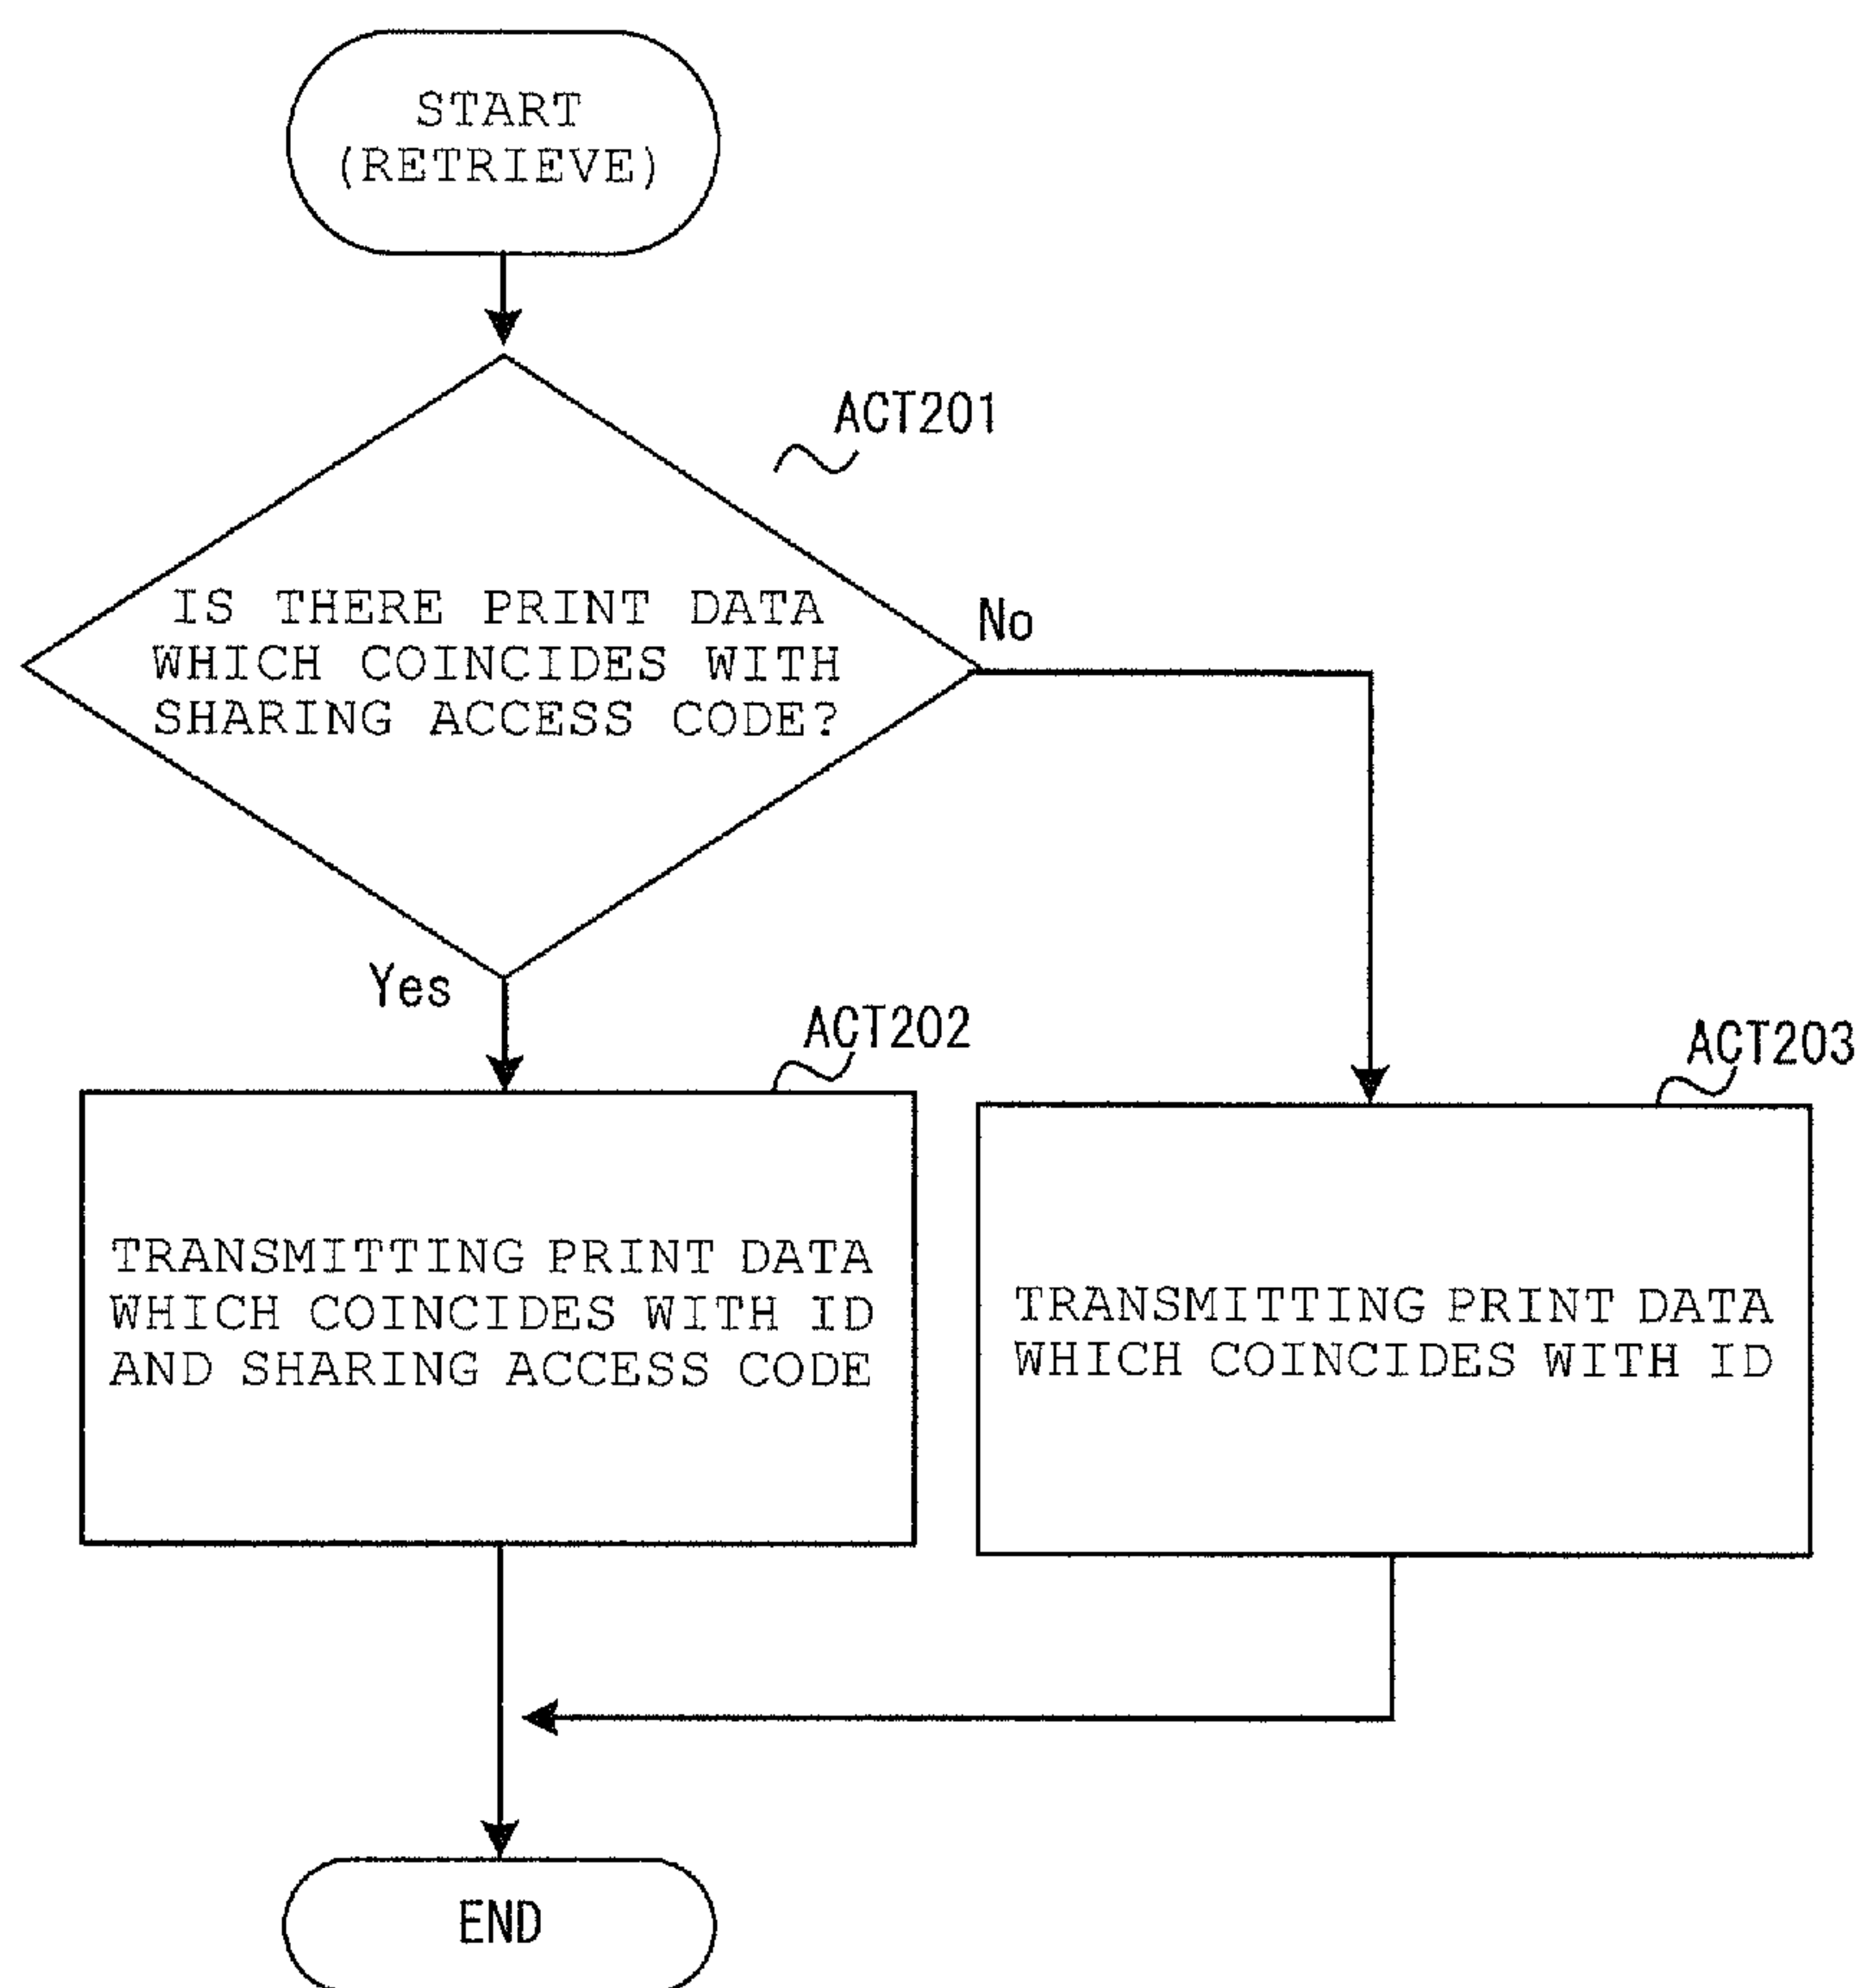 START
(RETRIEVE)
ACT201
IS THERE PRINT DATA
WHICH COINCIDES WITH
SHARING ACCESS CODE?
No
Yes
ACT202
TRANSMITTING PRINT DATA
WHICH COINCIDES WITH ID
AND SHARING ACCESS CODE
ACT203
TRANSMITTING PRINT DATA
WHICH COINCIDES WITH ID
END